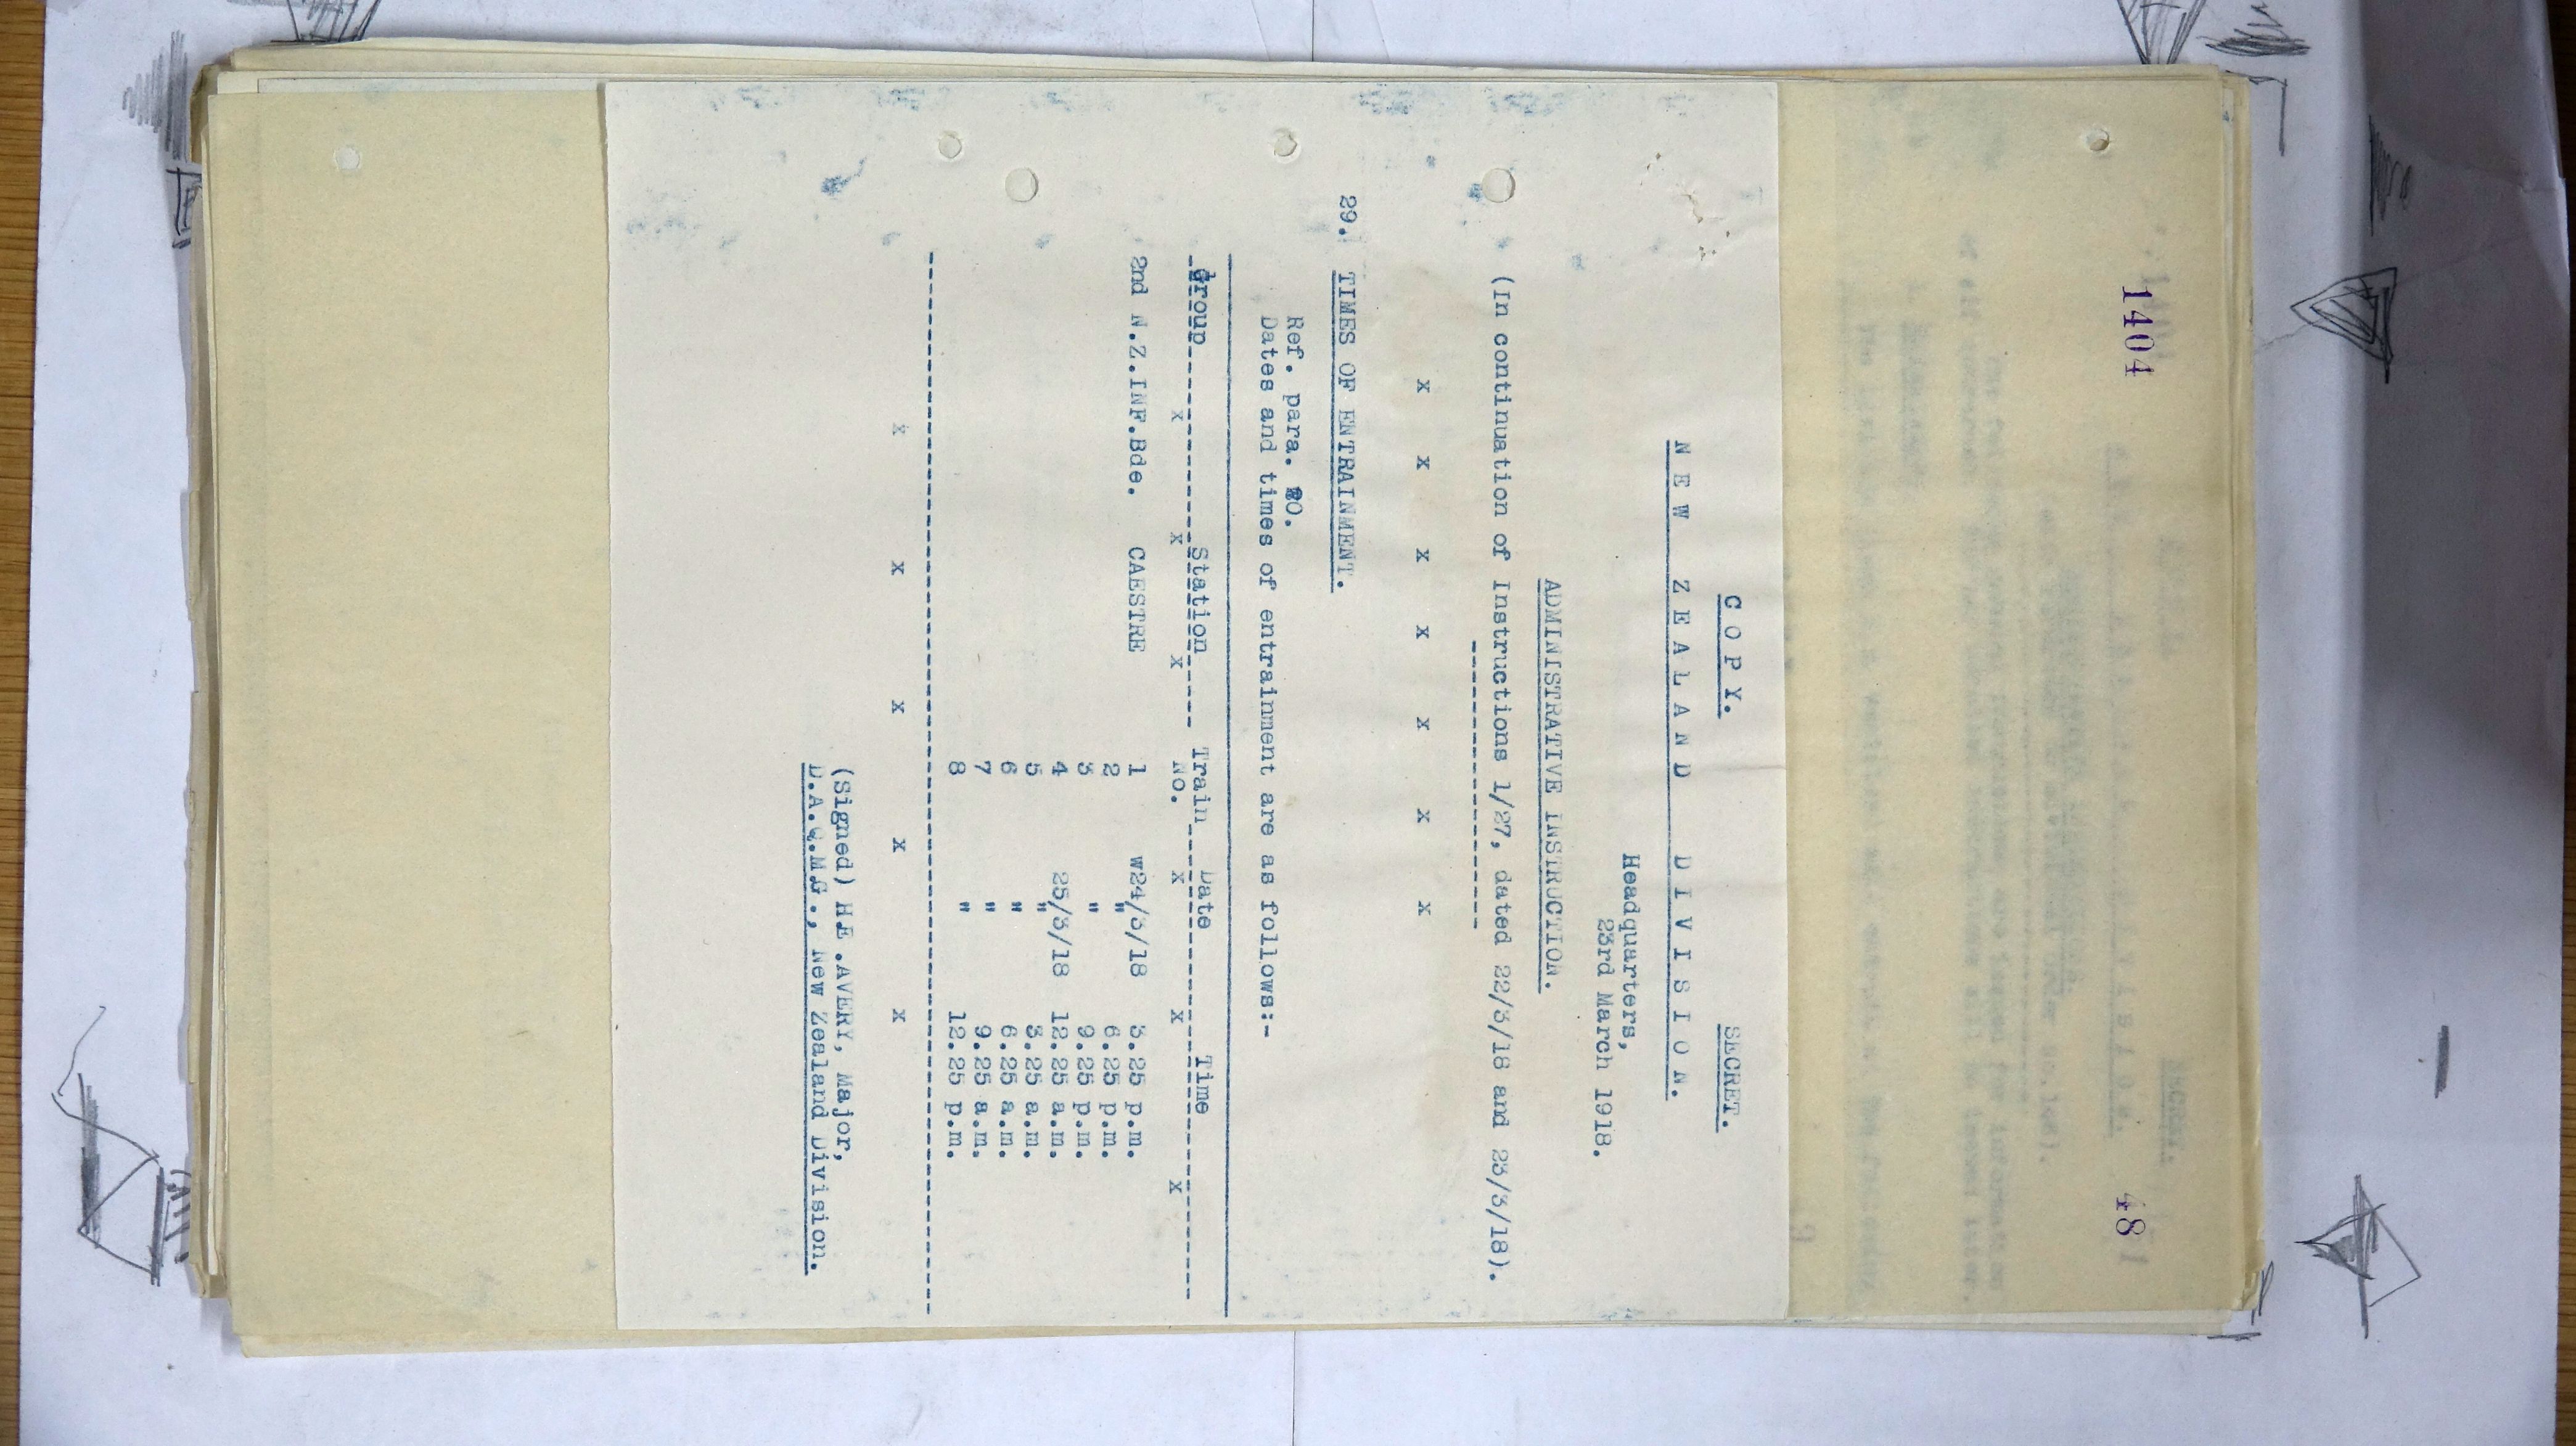 1404
48
C O P Y.
SECRET.
N E W Z E A L A N D D I V I S I O N.
Headquarters,
23rd March 1918.
ADMINISTRATIVE INSTRUCTION.
(In continuation of Instructions 1/27, dated 22/3/18 and 23/3/18).
x x x x x x x
29. TIMES OF ENTRAINMENT.
Ref. para. 20.
Dates and times of entrainment are as follows:-
Group Station Train Date Time
x x x NO. x x x
2nd N.Z.INF.Bde. CAESTRE 1 w24/3/18 3.25 p.m.
2 " 6.25 p.m.
3 " 9.25 p.m.
4 25/3/18 12.25 a.m.
5 " 3.25 a.m.
6 " 6.25 a.m.
7 " 9.25 a.m.
8 " 12.25 p.m.
x x x x x
(Signed) H.E .AVERY, Major,
D.A.Q.M.G., New Zealand Division.